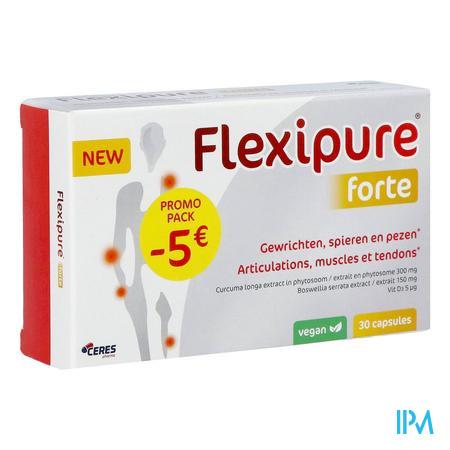 NEW
Flexipure®
forte
PROMO
PACK
-5€
Gewrichten, spieren en pezen*
Articulations, muscles et tendons*
Curcuma longa extract in phytosoom / extrait en phytosome 300 mg
Boswellia serrata extract / extrait 150 mg
Vit D3 5 µg
vegan
30 capsules
CERES
pharma
Flexipure
forte
IPM